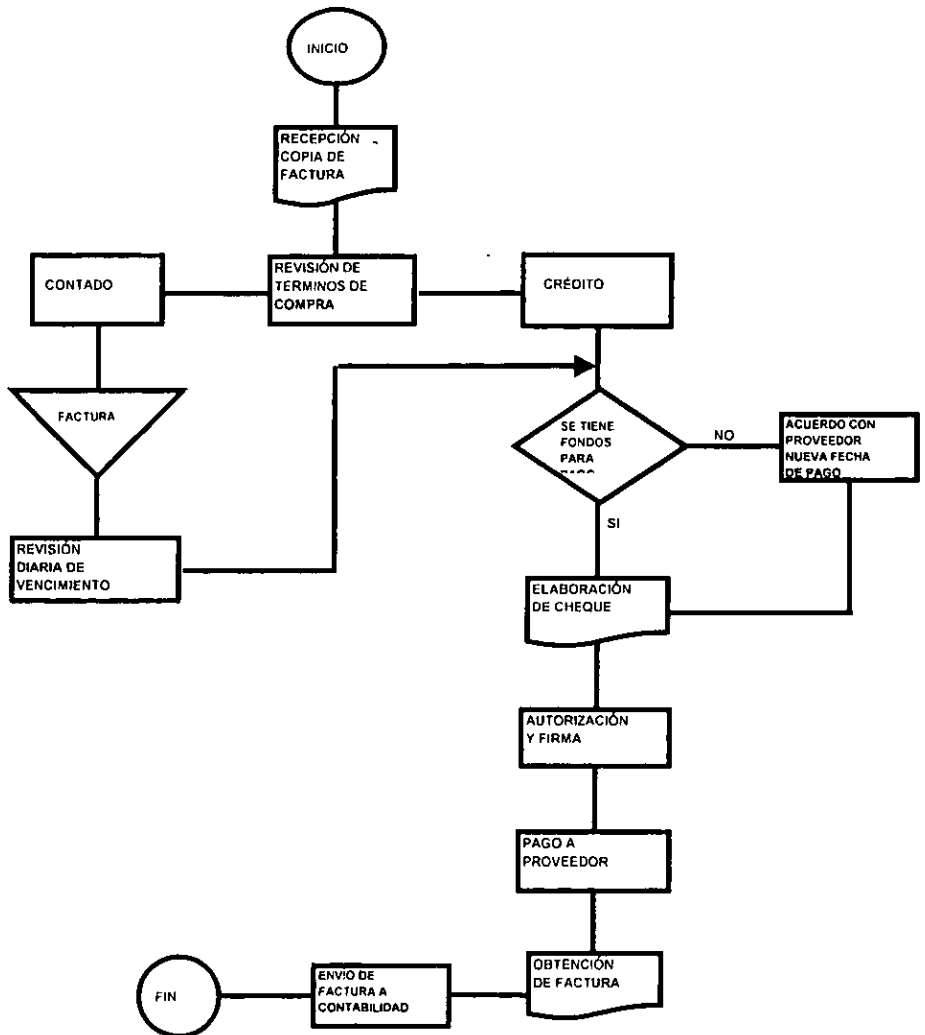 INICIO
RECEPCIÓN
COPIA DE
FACTURA
CONTADO
REVISIÓN DE
TERMINOS DE
COMPRA
CRÉDITO
FACTURA
SE TIENE
FONDOS
PARA
NO
ACUERDO CON
PROVEEDOR
NUEVA FECHA
DE PAGO
SI
REVISIÓN
DIARIA DE
VENCIMIENTO
ELABORACIÓN
DE CHEQUE
AUTORIZACIÓN
Y FIRMA
PAGO A
PROVEEDOR
OBTENCIÓN
DE FACTURA
ENVÍO DE
FACTURA A
CONTABILIDAD
FIN